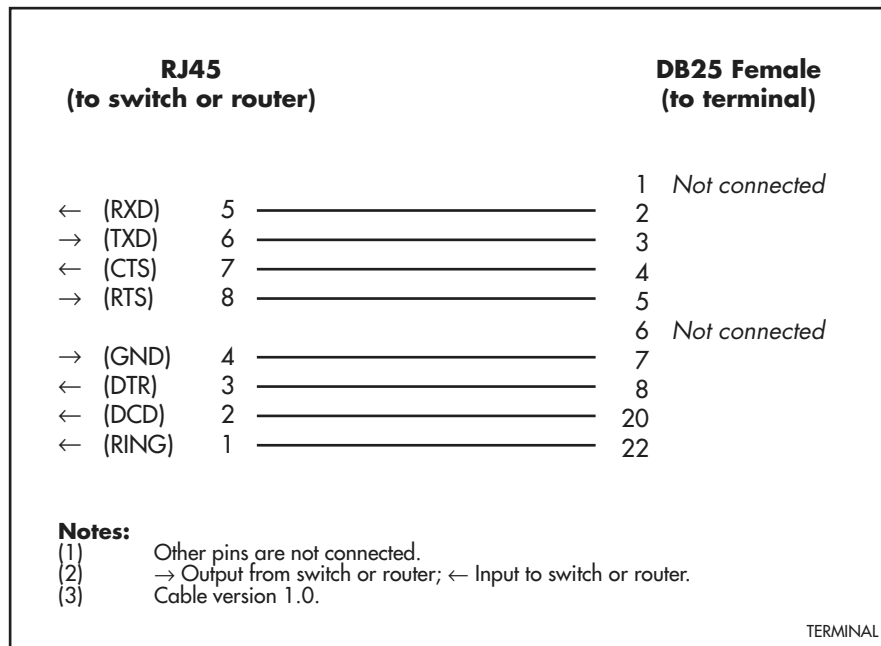 RJ45 DB25 Female
(to switch or router) (to terminal)
1 Not connected
← (RXD) 5 2
→ (TXD) 6 3
← (CTS) 7 4
→ (RTS) 8 5
6 Not connected
→ (GND) 4 7
← (DTR) 3 8
← (DCD) 2 20
← (RING) 1 22
Notes:
(1) Other pins are not connected.
(2) → Output from switch or router; ← Input to switch or router.
(3) Cable version 1.0.
TERMINAL